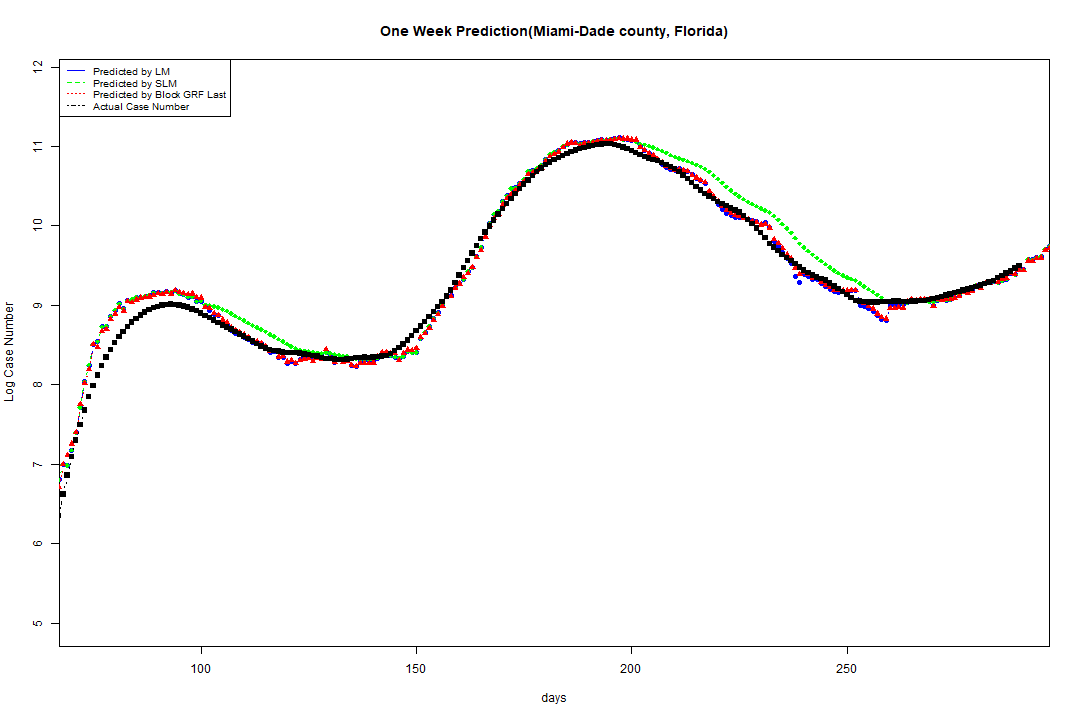 One Week Prediction(Miami-Dade county, Florida)
Predicted by LM
Predicted by SLM
Predicted by Block GRF Last
Actual Case Number
12
11
10
9
8
7
6
5
Log Case Number
100 150 200 250
days